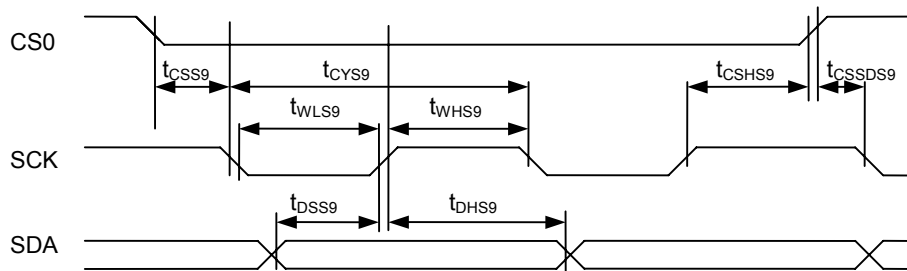 CS0
tCSS9 tCYS9 tCSHS9 tCSSDS9
tWLS9 tWHS9
SCK
tDSS9 tDHS9
SDA